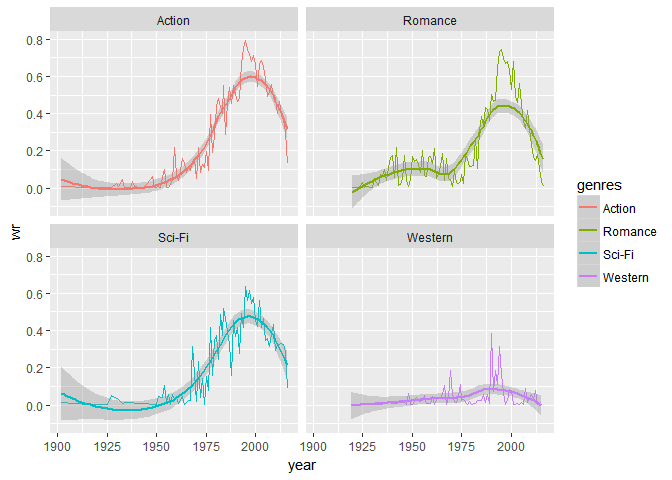 Action
Romance
0.8
0.6
0.4
0.2
0.0
Sci-Fi
Western
0.8
0.6
0.4
0.2
0.0
wr
1900
1925
1950
1975
2000
1900
1925
1950
1975
2000
year
genres
Action
Romance
Sci-Fi
Western